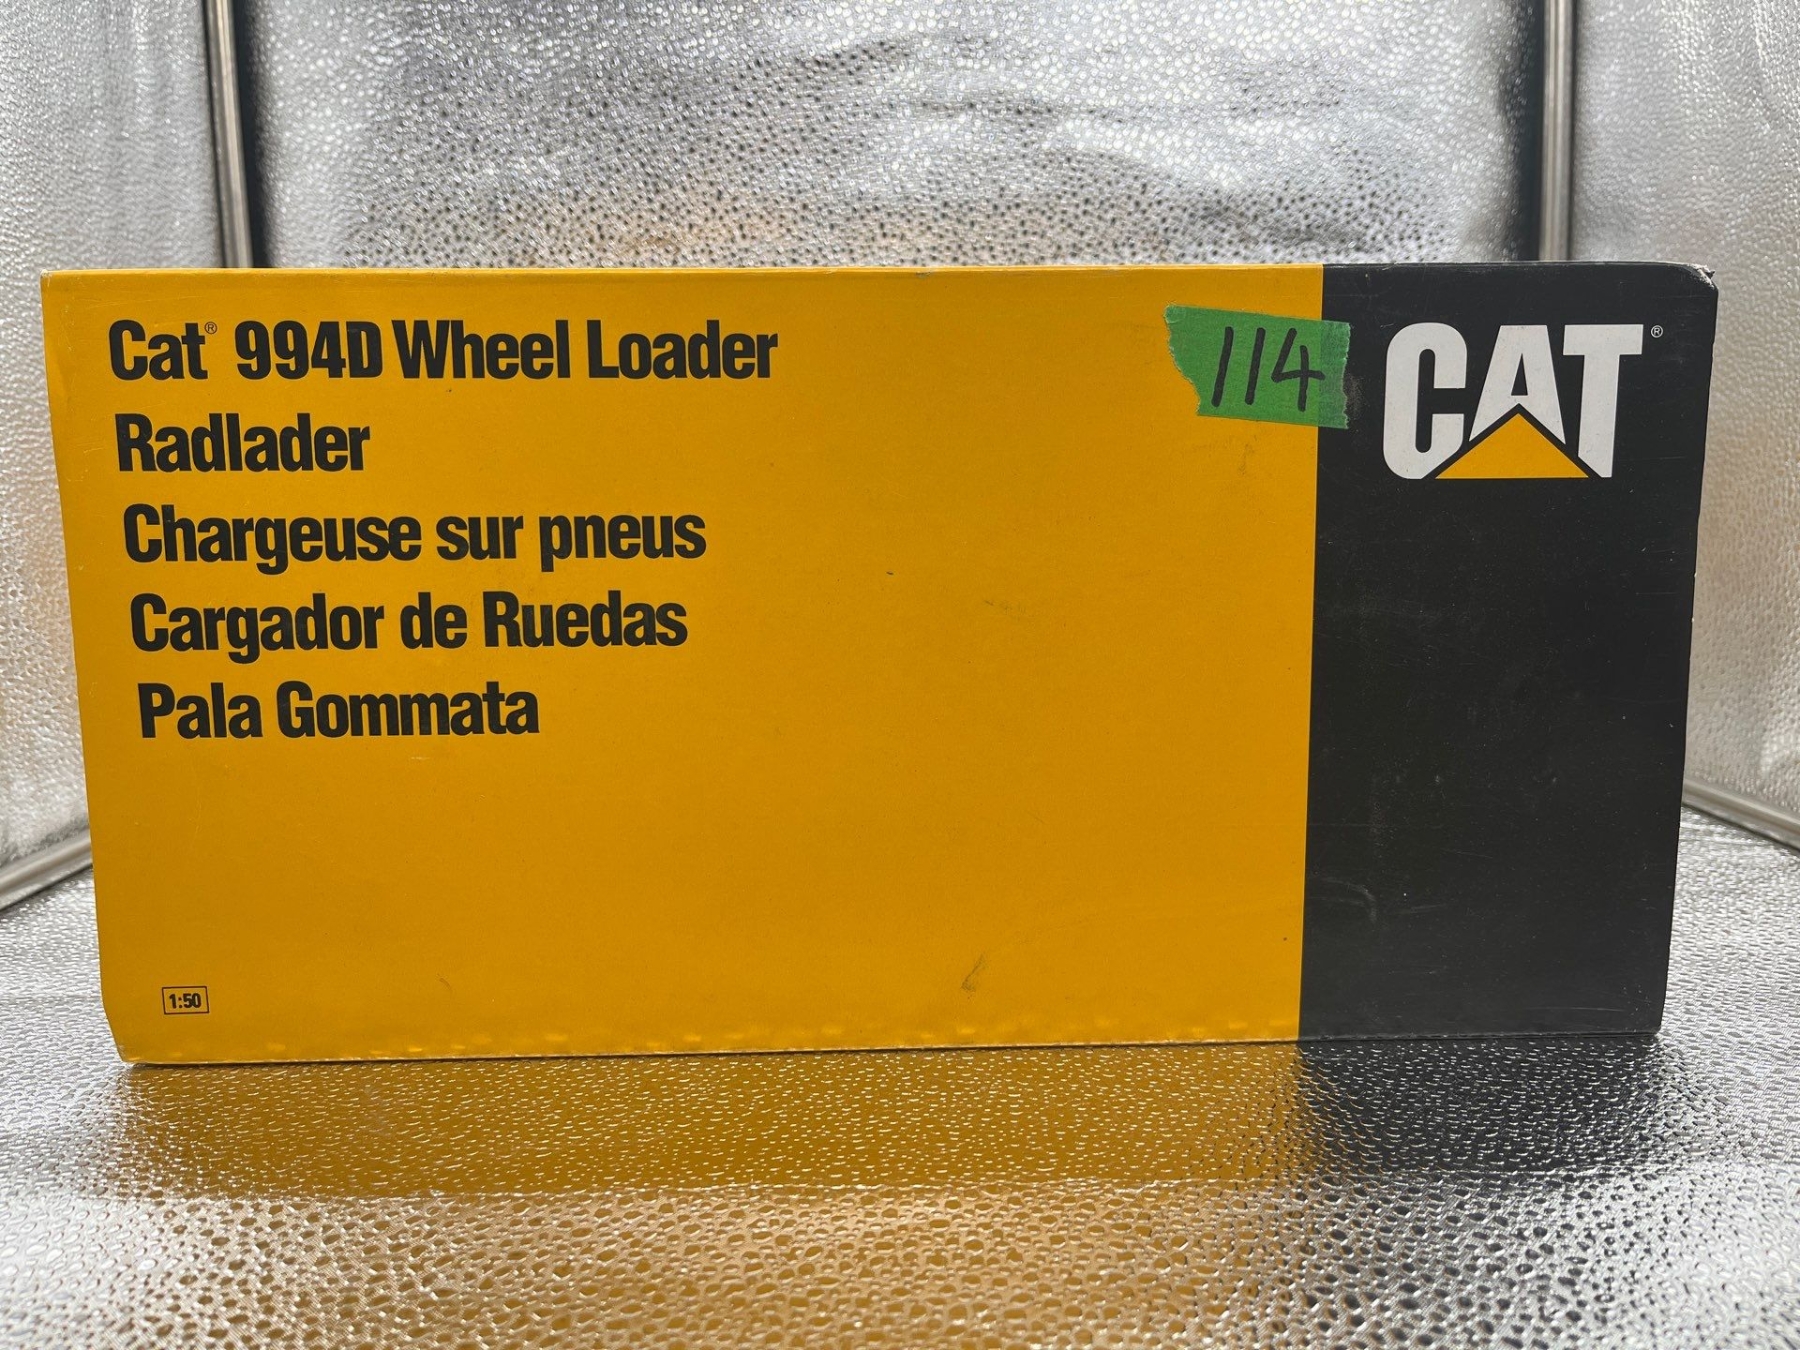 Cat® 994D Wheel Loader
Radlader
Chargeuse sur pneus
Cargador de Ruedas
Pala Gommata
1:50
114
CAT®